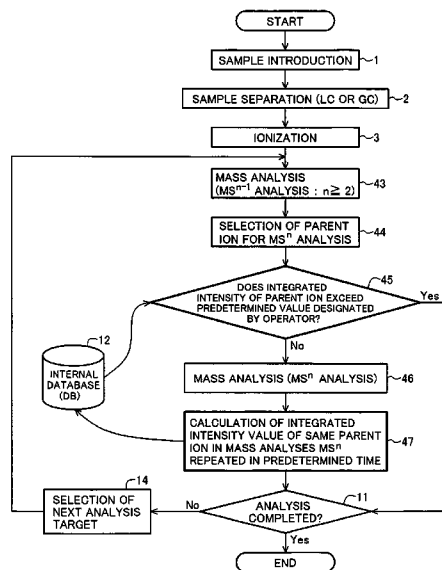 START
SAMPLE INTRODUCTION
1
SAMPLE SEPARATION (LC OR GC)
2
IONIZATION
3
MASS ANALYSIS
(MSn-1 ANALYSIS : n≧ 2)
43
SELECTION OF PARENT
ION FOR MSn ANALYSIS
44
DOES INTEGRATED
INTENSITY OF PARENT ION EXCEED
PREDETERMINED VALUE DESIGNATED
BY OPERATOR?
45
Yes
No
12
INTERNAL
DATABASE
(DB)
MASS ANALYSIS (MSn ANALYSIS)
46
CALCULATION OF INTEGRATED
INTENSITY VALUE OF SAME PARENT
ION IN MASS ANALYSES MSn
REPEATED IN PREDETERMINED TIME
47
14
SELECTION OF
NEXT ANALYSIS
TARGET
No
ANALYSIS
COMPLETED?
11
Yes
END